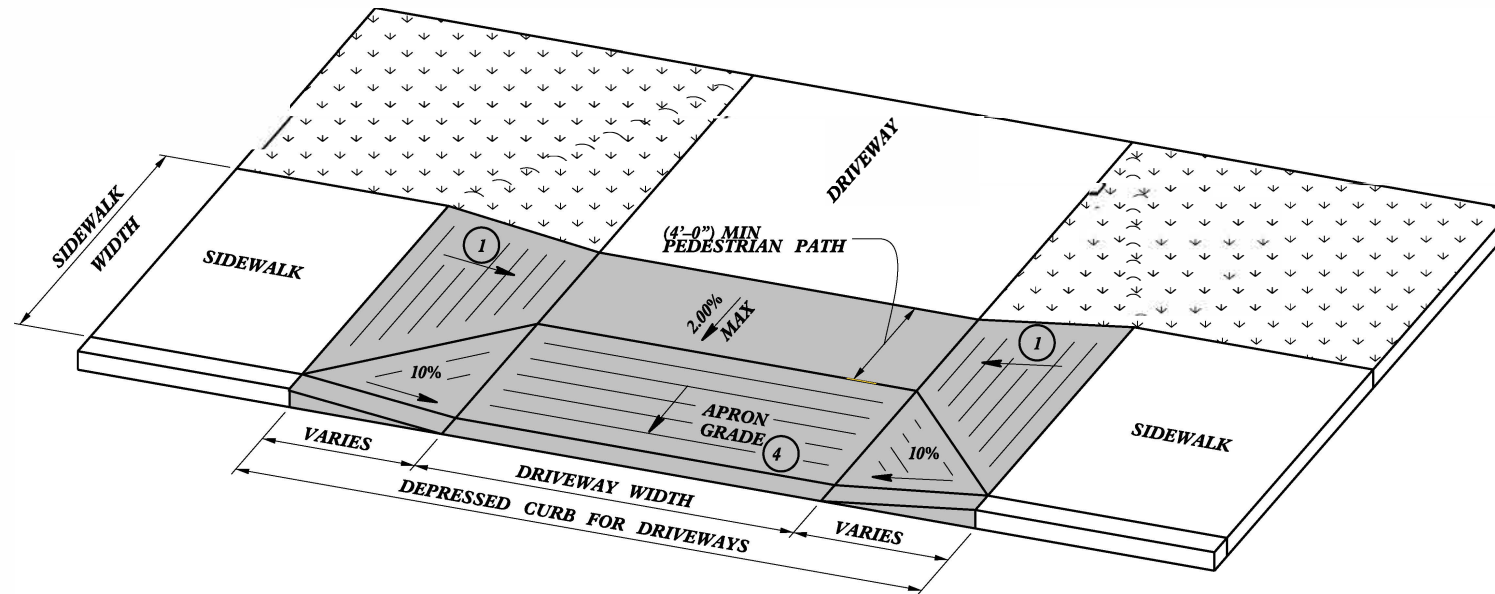 DRIVEWAY
(4'–0") MIN
PEDESTRIAN PATH
SIDEWALK
WIDTH
SIDEWALK
1
2.00%
MAX
1
10%
APRON
GRADE
4
10%
SIDEWALK
VARIES
DRIVEWAY WIDTH
DEPRESSED CURB FOR DRIVEWAYS
VARIES